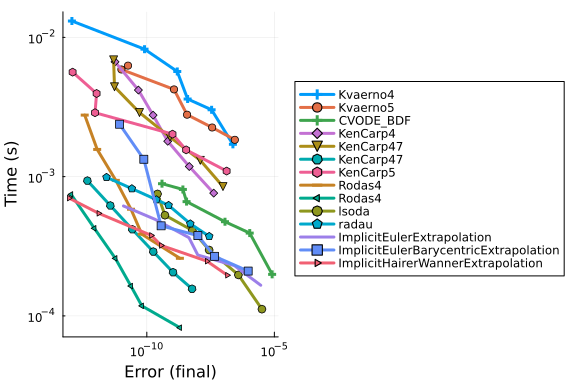 10⁻²
10⁻³
10⁻⁴
Time (s)
10⁻¹⁰
10⁻⁵
Error (final)
Kvaerno4
Kvaerno5
CVODE_BDF
KenCarp4
KenCarp47
KenCarp47
KenCarp5
Rodas4
Rodas4
lsoda
radau
ImplicitEulerExtrapolation
ImplicitEulerBarycentricExtrapolation
ImplicitHairerWannerExtrapolation